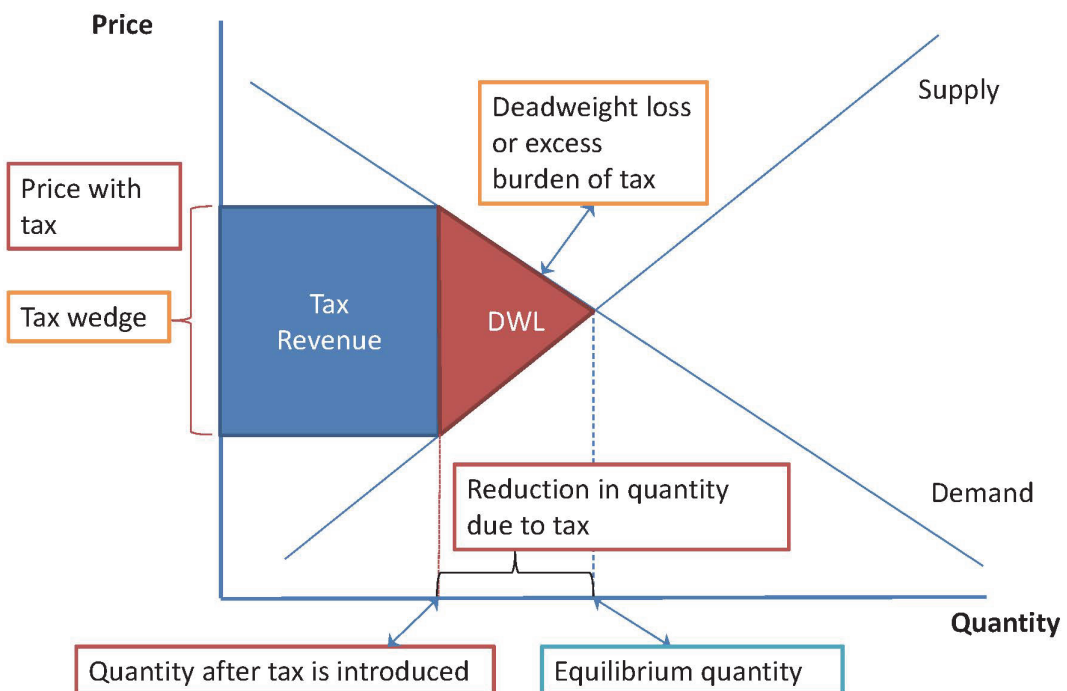 Price
Supply
Deadweight loss
or excess
burden of tax
Price with
tax
Tax wedge
Tax
Revenue
DWL
Reduction in quantity
due to tax
Demand
Quantity
Quantity after tax is introduced
Equilibrium quantity